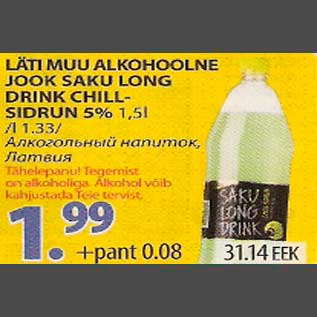 LÄTI MUU ALKOHOOLNE
JOOK SAKU LONG
DRINK CHILL-
SIDRUN 5% 1,5l
/l 1.33/
Алкогольный напиток,
Латвия
Tähelepanu! Tegemist
on alkoholiga. Alkohol võib
kahjustada Teie tervist.
1.99
+pant 0.08
SAKU
LONG
DRINK
31.14 EEK